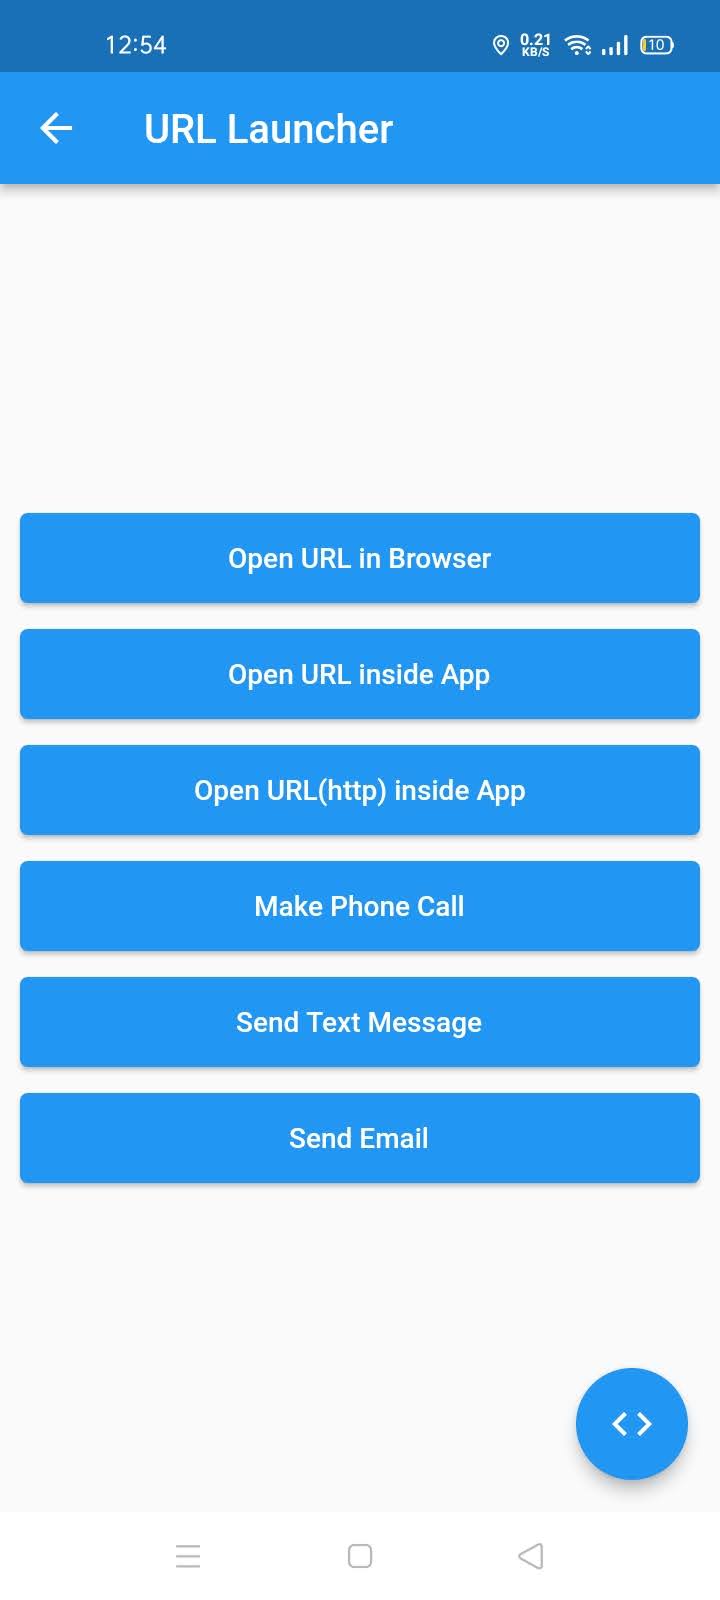 12:54
0.21
KB/S
10
URL Launcher
Open URL in Browser
Open URL inside App
Open URL(http) inside App
Make Phone Call
Send Text Message
Send Email